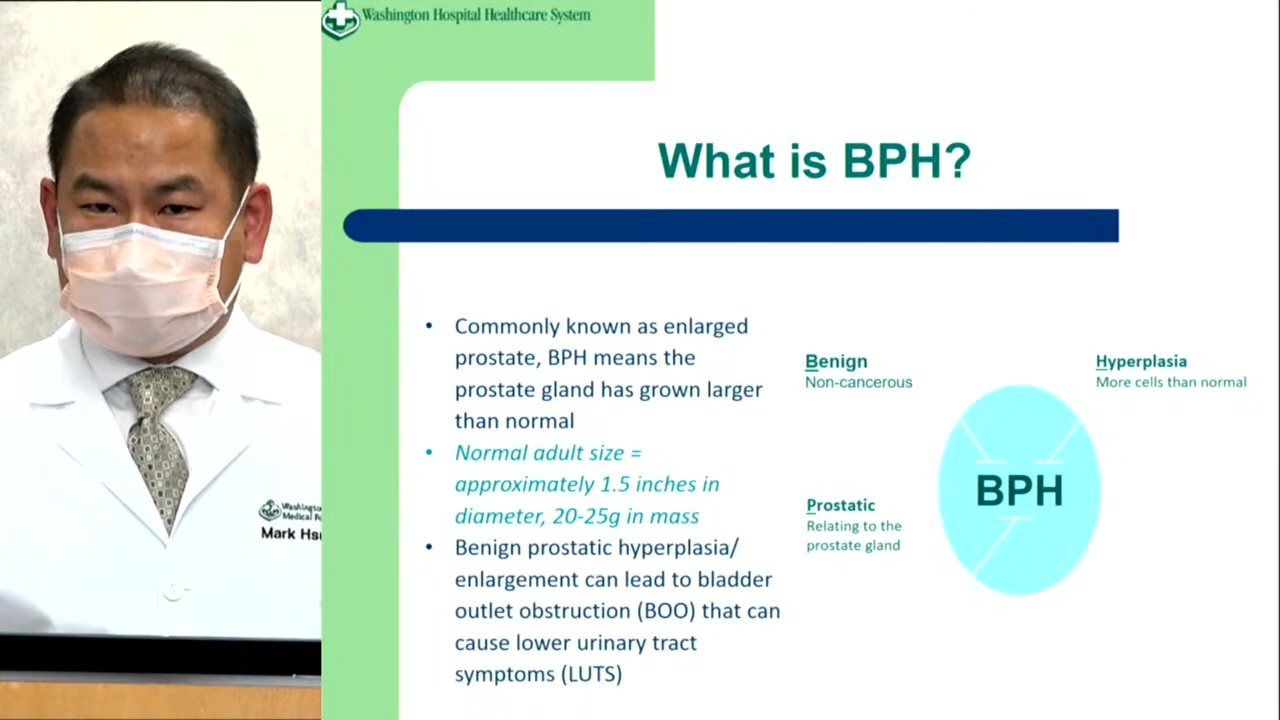 Washington Hospital Healthcare System
What is BPH?
• Commonly known as enlarged
prostate, BPH means the
prostate gland has grown larger
than normal
• Normal adult size =
approximately 1.5 inches in
diameter, 20-25g in mass
• Benign prostatic hyperplasia/
enlargement can lead to bladder
outlet obstruction (BOO) that can
cause lower urinary tract
symptoms (LUTS)
Benign
Non-cancerous
Hyperplasia
More cells than normal
BPH
Prostatic
Relating to the
prostate gland
Medical
Mark